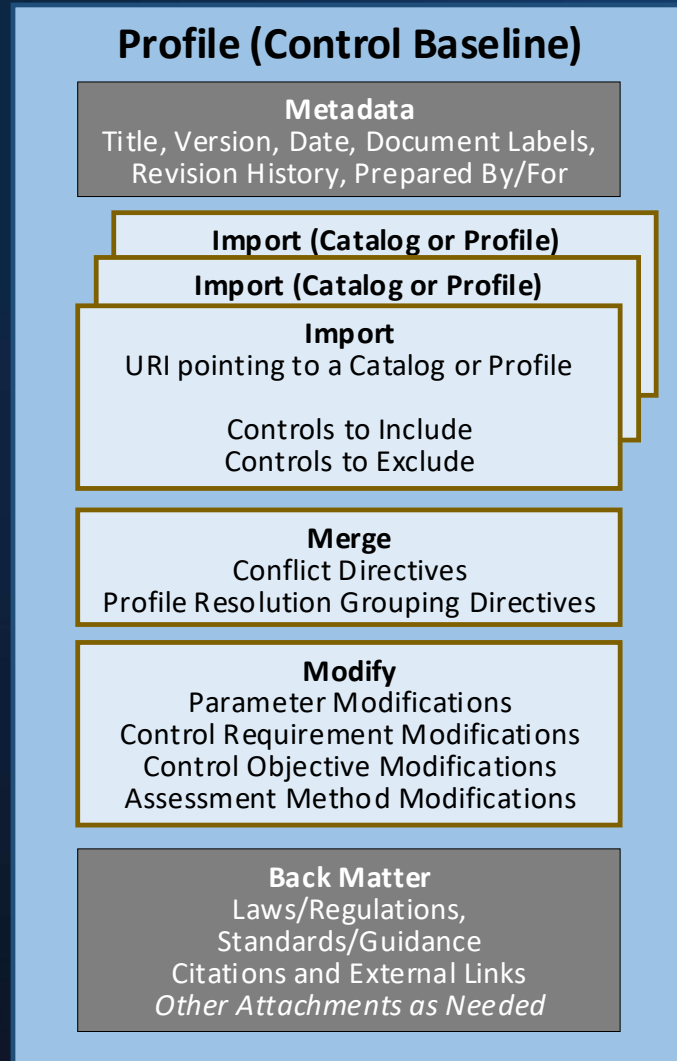 Profile (Control Baseline)
Metadata
Title, Version, Date, Document Labels,
Revision History, Prepared By/For
Import (Catalog or Profile)
Import (Catalog or Profile)
Import
URI pointing to a Catalog or Profile
Controls to Include
Controls to Exclude
Merge
Conflict Directives
Profile Resolution Grouping Directives
Modify
Parameter Modifications
Control Requirement Modifications
Control Objective Modifications
Assessment Method Modifications
Back Matter
Laws/Regulations,
Standards/Guidance
Citations and External Links
Other Attachments as Needed